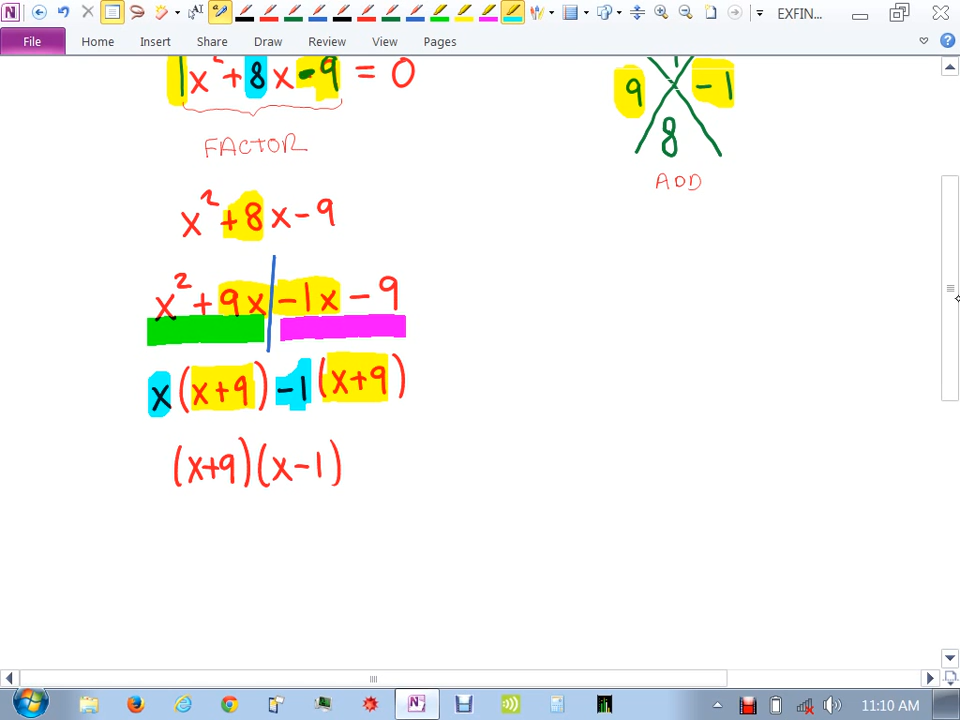 EXFIN...
File Home Insert Share Draw Review View Pages
1x² + 8x - 9 = 0
FACTOR
9 -1
8
ADD
x² + 8x - 9
x² + 9x - 1x - 9
x(x+9) -1(x+9)
(x+9)(x-1)
11:10 AM